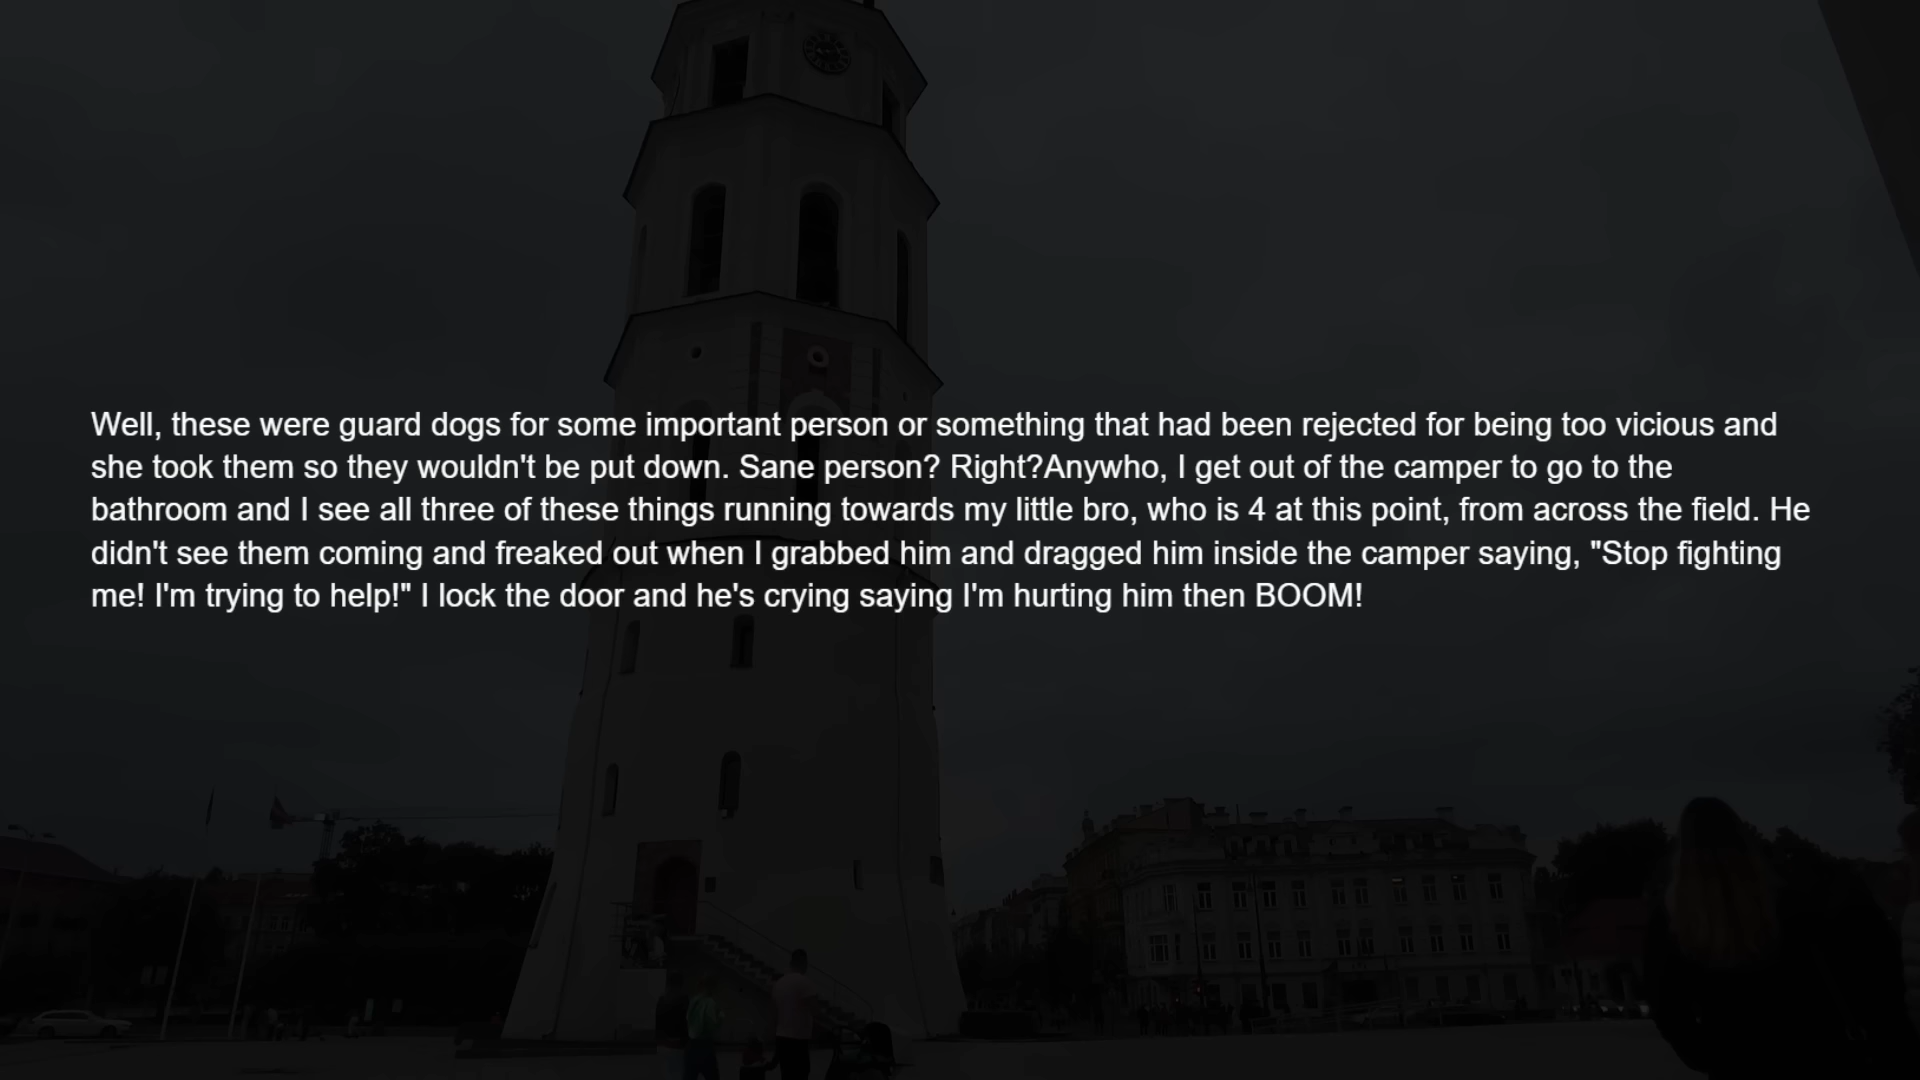 Well, these were guard dogs for some important person or something that had been rejected for being too vicious and
she took them so they wouldn't be put down. Sane person? Right?Anywho, I get out of the camper to go to the
bathroom and I see all three of these things running towards my little bro, who is 4 at this point, from across the field. He
didn't see them coming and freaked out when I grabbed him and dragged him inside the camper saying, "Stop fighting
me! I'm trying to help!" I lock the door and he's crying saying I'm hurting him then BOOM!